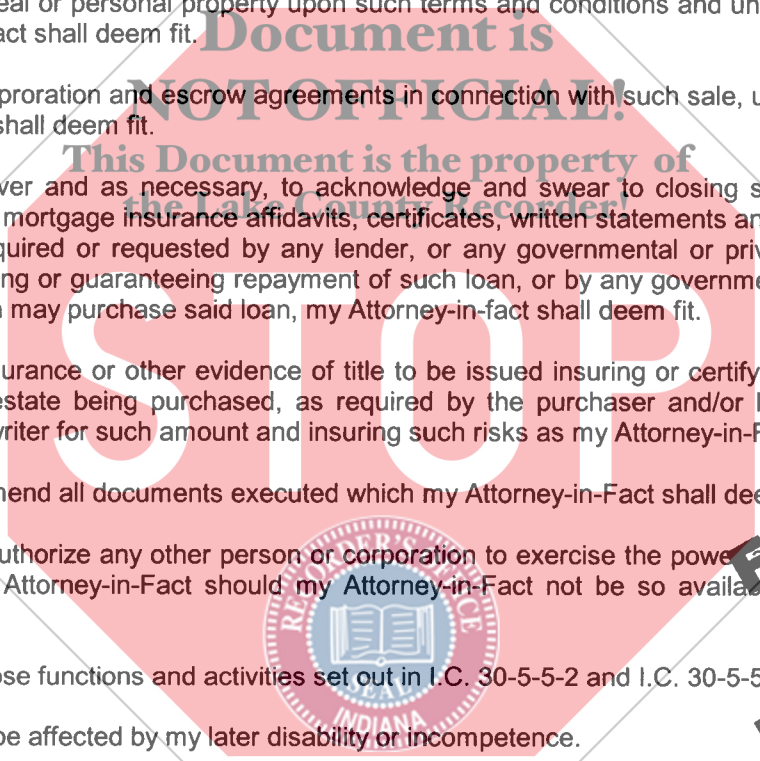 eal or personal property upon such terms and conditions and un
act shall deem fit.
Document is
NOT OFFICIAL!
proration and escrow agreements in connection with such sale, u
shall deem fit.
This Document is the property of
the Lake County Recorder!
ver and as necessary, to acknowledge and swear to closing s
mortgage insurance affidavits, certificates, written statements an
quired or requested by any lender, or any governmental or priv
ng or guaranteeing repayment of such loan, or by any governme
may purchase said loan, my Attorney-in-fact shall deem fit.
STOP
urance or other evidence of title to be issued insuring or certify
estate being purchased, as required by the purchaser and/or
riter for such amount and insuring such risks as my Attorney-in-F
end all documents executed which my Attorney-in-Fact shall dee
uthorize any other person or corporation to exercise the powe
Attorney-in-Fact should my Attorney-in-Fact not be so availab
RECORDER'S OFFICE
SEAL
INDIANA
se functions and activities set out in I.C. 30-5-5-2 and I.C. 30-5-5
be affected by my later disability or incompetence.